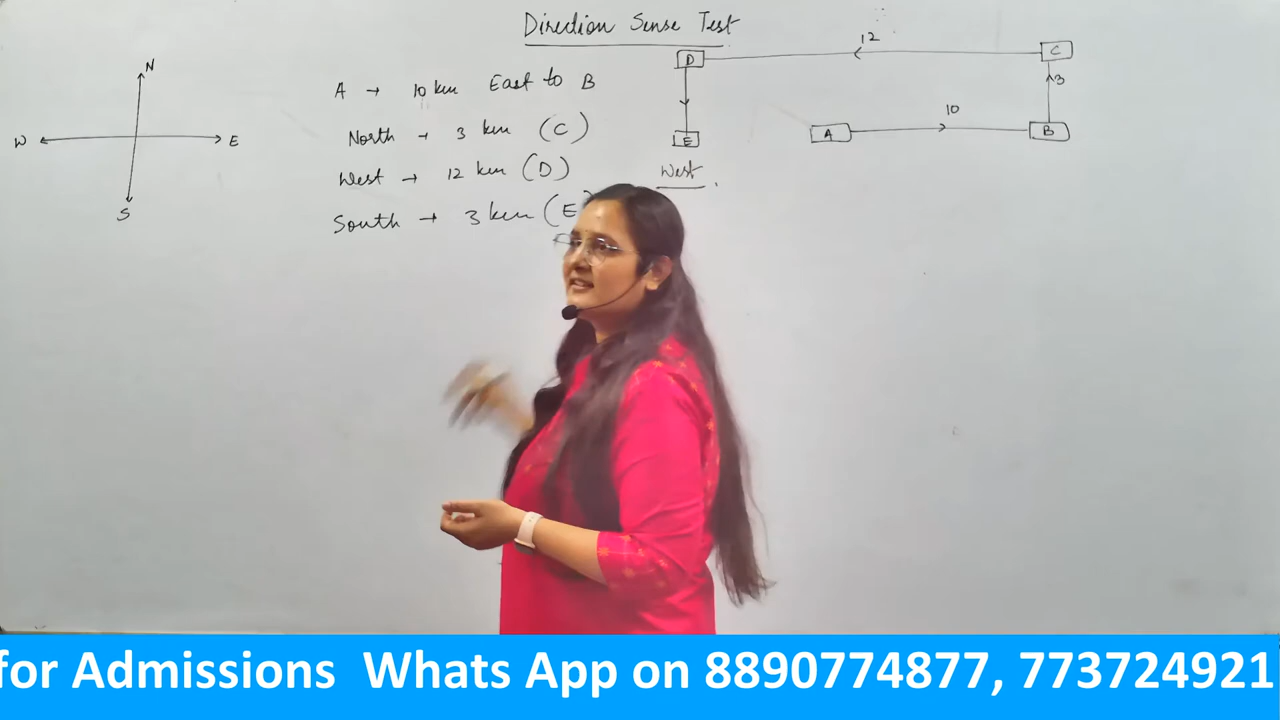 Direction Sense Test
N
W E
S
A → 10 km East to B
North → 3 km (C)
West → 12 km (D)
South → 3 km (E
D 12 C
3
E A 10 B
West
for Admissions Whats App on 8890774877, 773724921